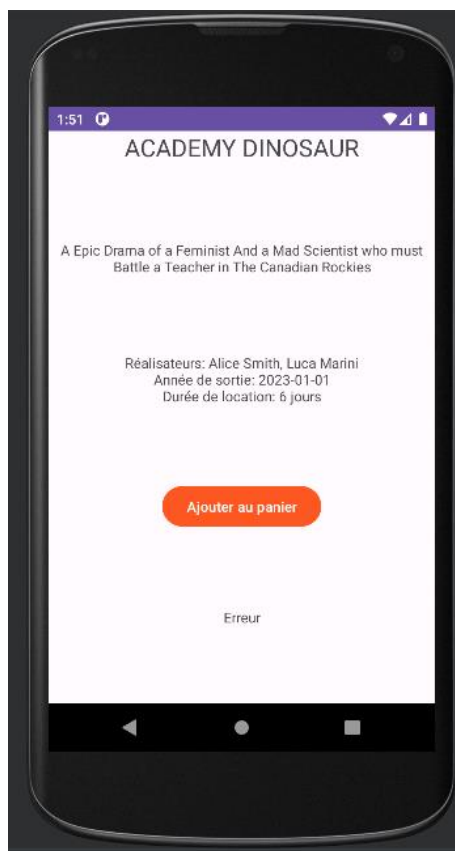 1:51
ACADEMY DINOSAUR
A Epic Drama of a Feminist And a Mad Scientist who must
Battle a Teacher in The Canadian Rockies
Réalisateurs: Alice Smith, Luca Marini
Année de sortie: 2023-01-01
Durée de location: 6 jours
Ajouter au panier
Erreur